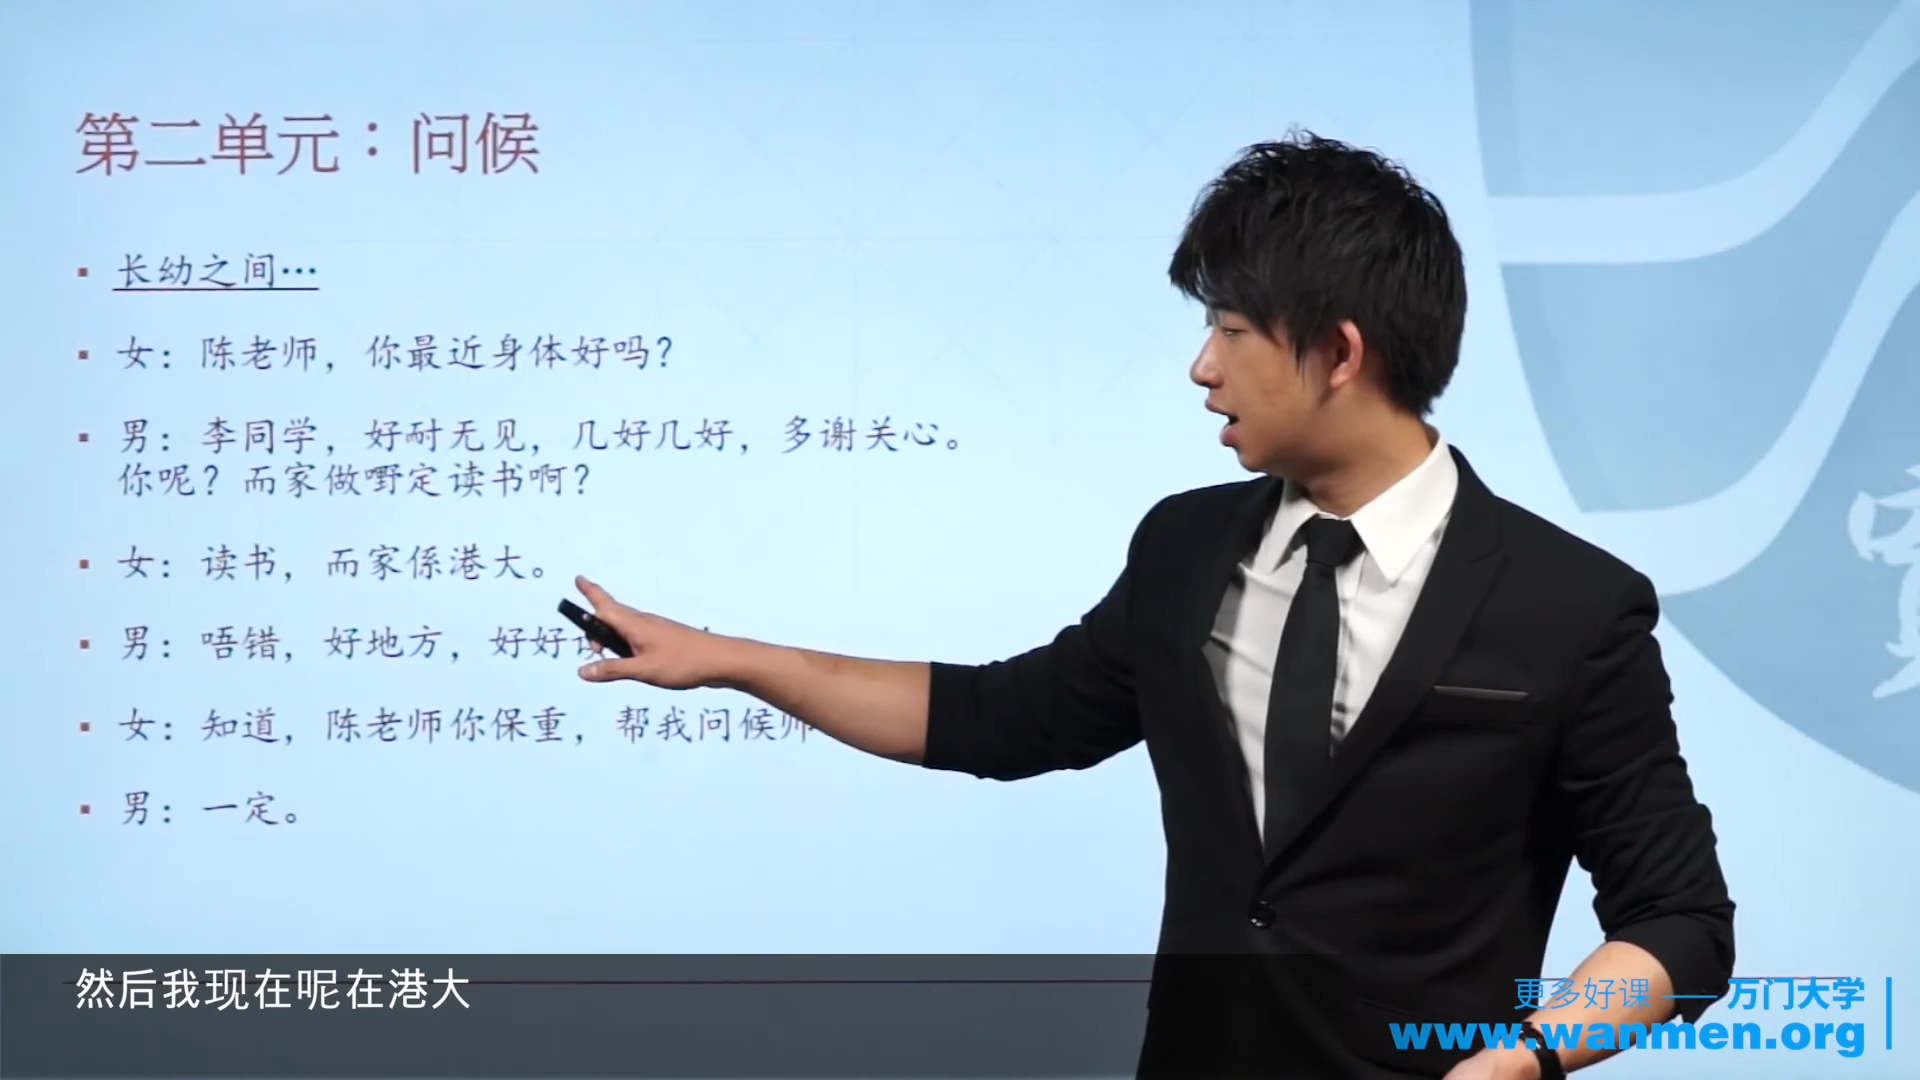 第二单元：问候
长幼之间…
女：陈老师，你最近身体好吗？
男：李同学，好耐无见，几好几好，多谢关心。
你呢？而家做嘢定读书啊？
女：读书，而家係港大。
男：唔错，好地方，好好
女：知道，陈老师你保重，帮我问候师
男：一定。
然后我现在呢在港大
更多好课 —— 万门大学
www.wanmen.org